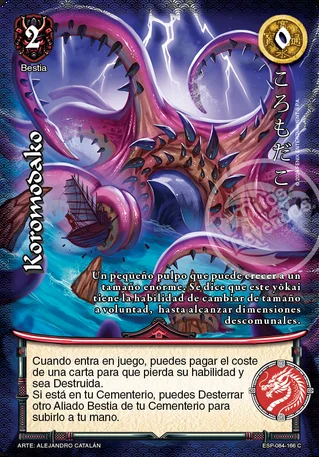 2
0
Bestia
ころもだこ
Koromodako
Un pequeño pulpo que puede crecer a un
tamaño enorme. Se dice que este yōkai
tiene la habilidad de cambiar de tamaño
a voluntad, hasta alcanzar dimensiones
descomunales.
Cuando entra en juego, puedes pagar el coste
de una carta para que pierda su habilidad y
sea Destruida.
Si está en tu Cementerio, puedes Desterrar
otro Aliado Bestia de tu Cementerio para
subirlo a tu mano.
ARTE: ALEJANDRO CATALÁN
ESP-084-166 C